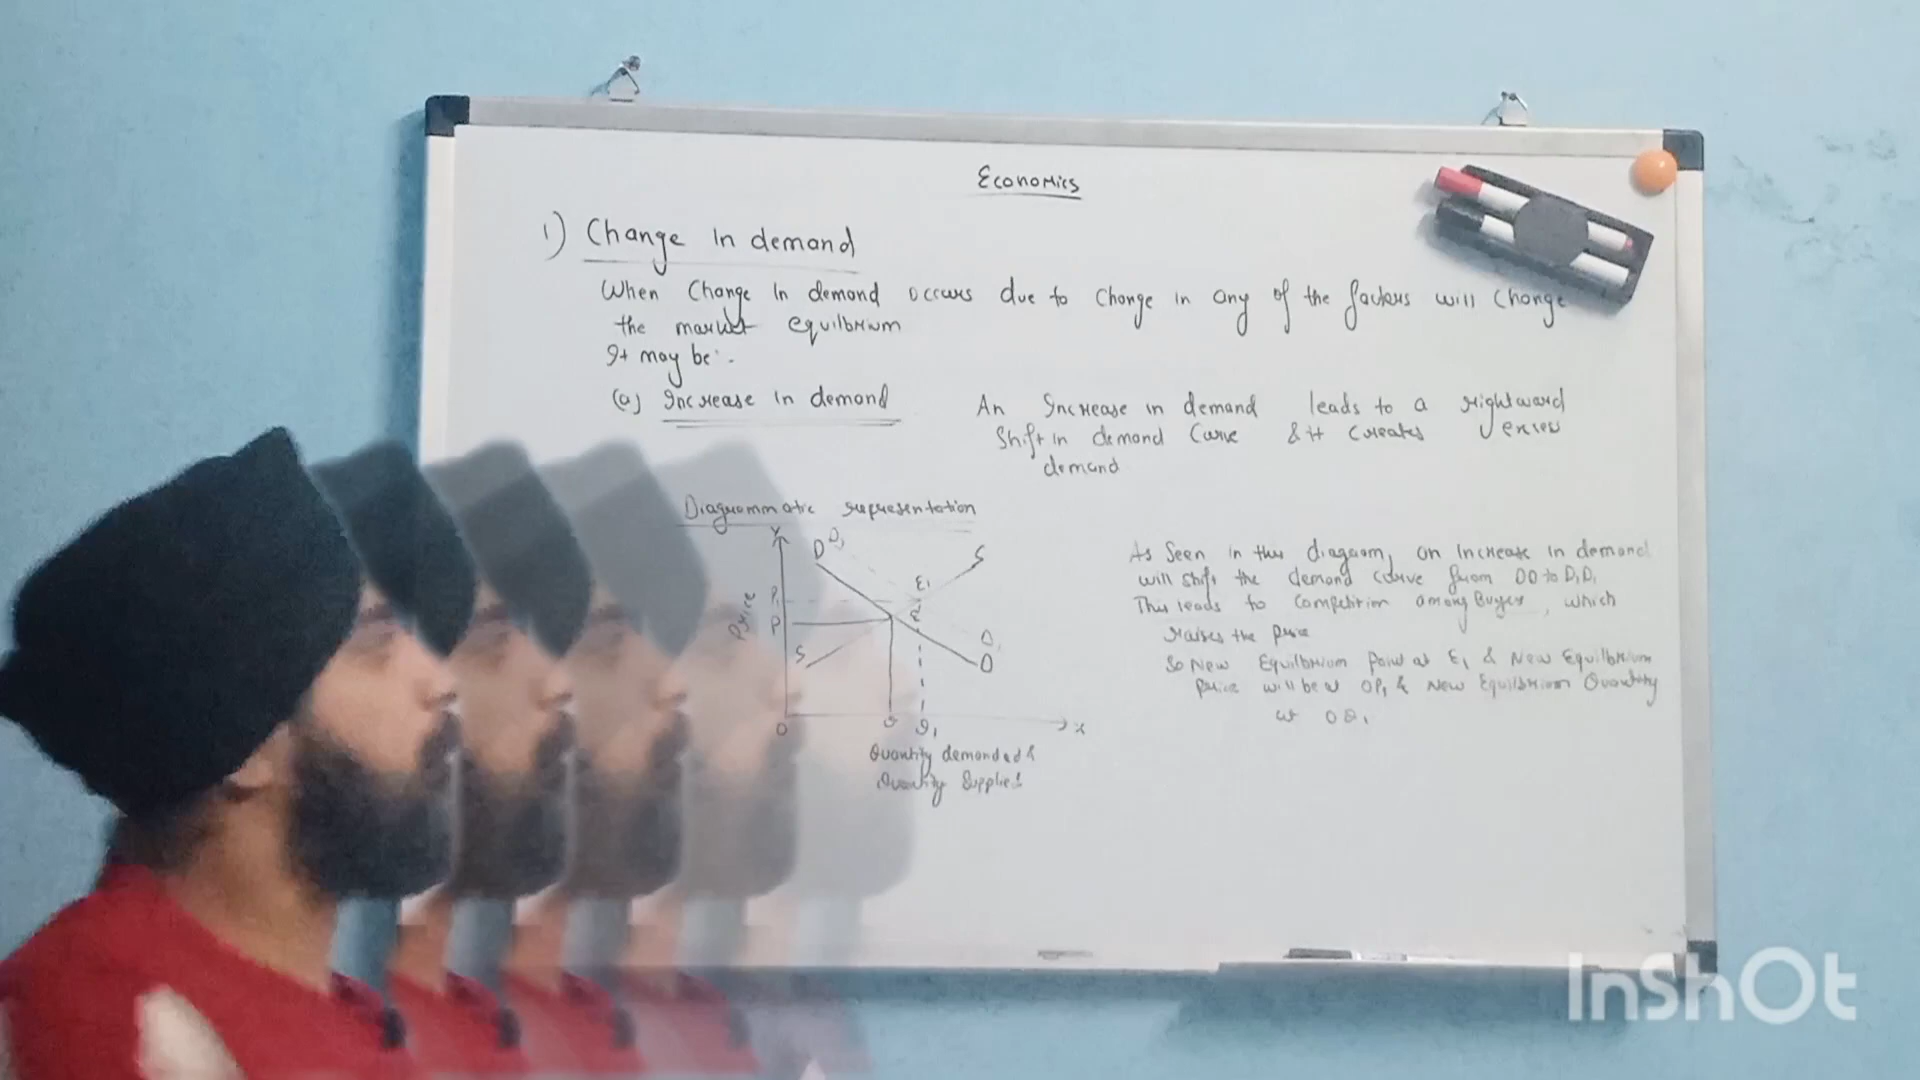 Economics
1) Change in demand
When Change In demand occurs due to change in any of the factors will change
the market equilbrium
It may be:-
(a) Increase in demand
An Increase in demand leads to a rightward
Shift in demand Curve & it creates excess
demand
Diagrammatic representation
Y
D D1
S
E1
P1
Price
P
E
S
D1
D
O
Q
Q1
X
Quantity demanded &
Quantity Supplied
As Seen in this diagram, an Increase in demand
will shift the demand curve from DD to D1D1
This leads to Competition among Buyers, which
raises the price
So New Equilbrium Point at E1 & New Equilbrium
price will be at OP1 & New Equilbrium Quantity
at OQ1
InShOt